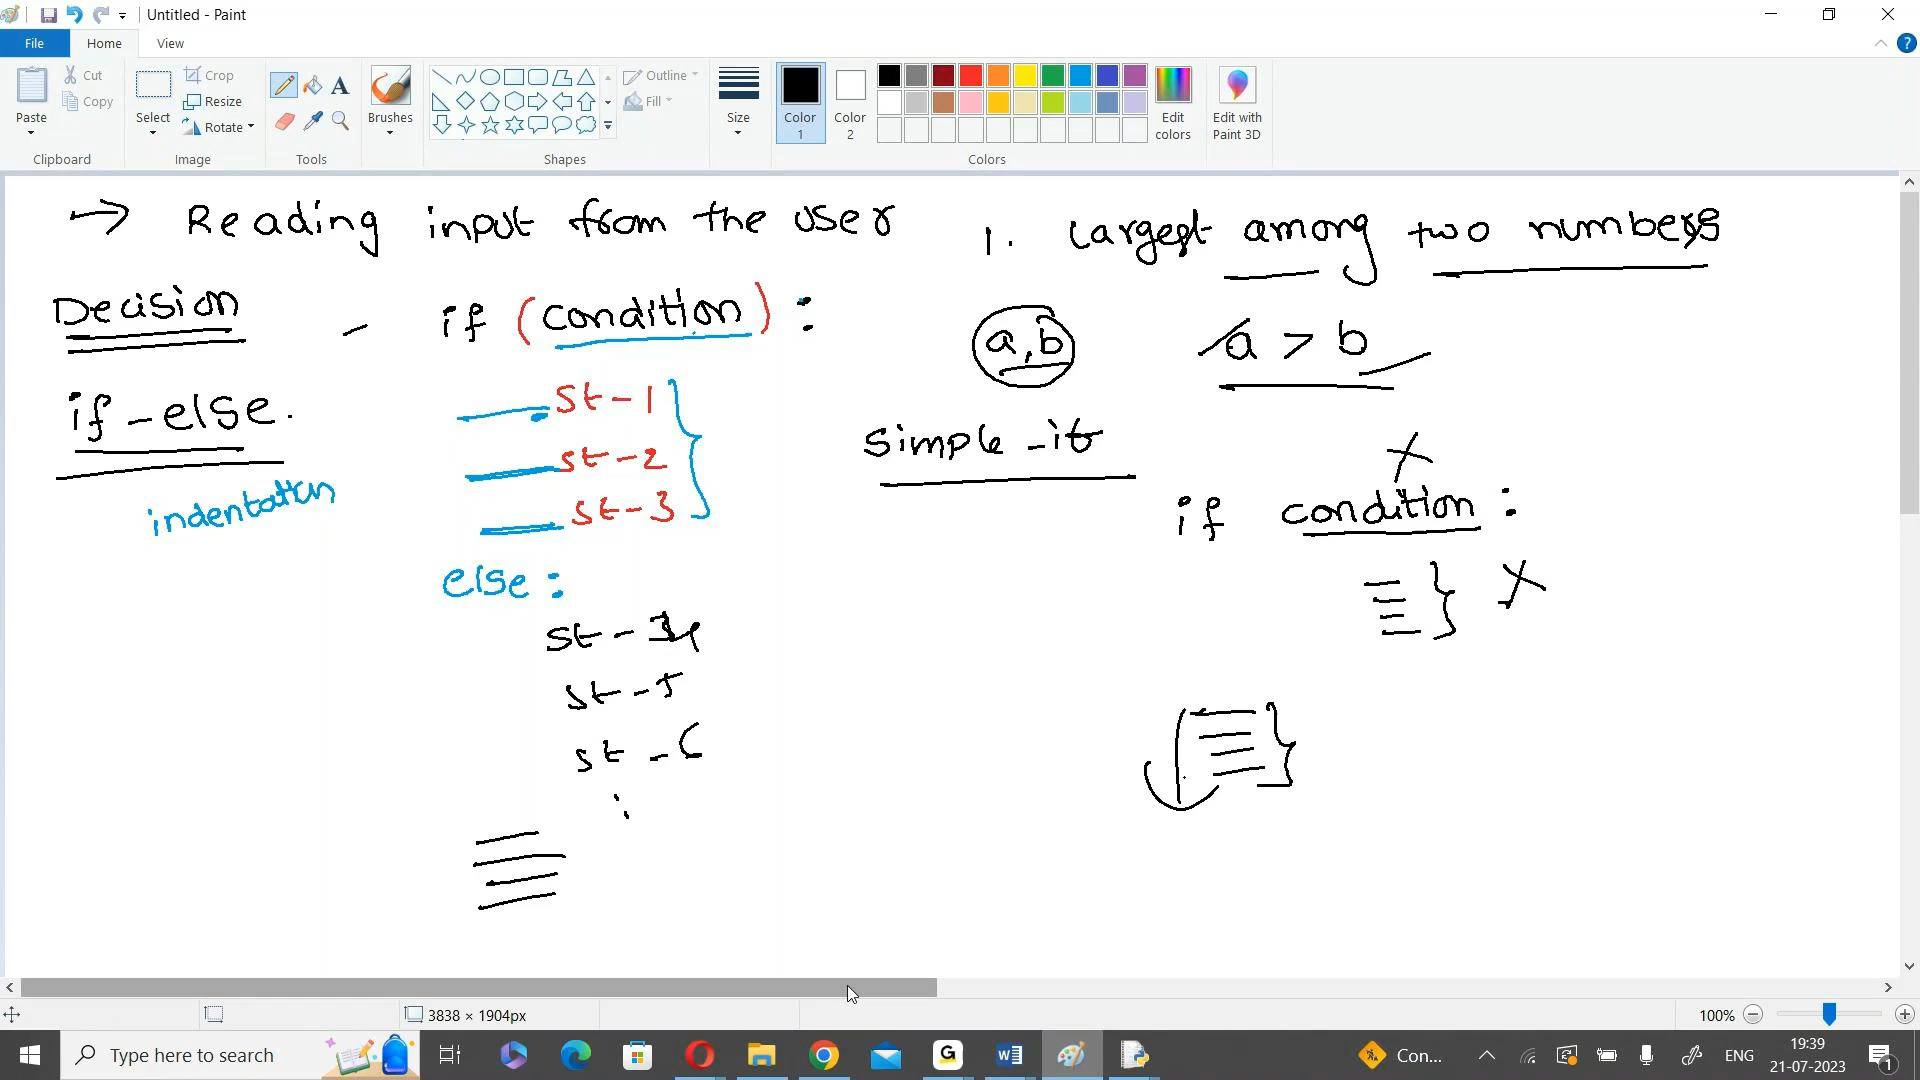 Untitled - Paint
File Home View
Paste
Cut
Copy
Clipboard
Select
Crop
Resize
Rotate
Image
Tools
Brushes
Shapes
Outline
Fill
Size
Color 1
Color 2
Colors
Edit colors
Edit with Paint 3D
→ Reading input from the user
1. Largest among two numbers
Decision
- if (condition) :
a,b
a > b
if-else.
st-1
st-2
st-3
indentation
simple-if
if condition :
else :
st-4
st-5
st-6
3838 × 1904px
100%
Type here to search
Con...
ENG
19:39
21-07-2023
1